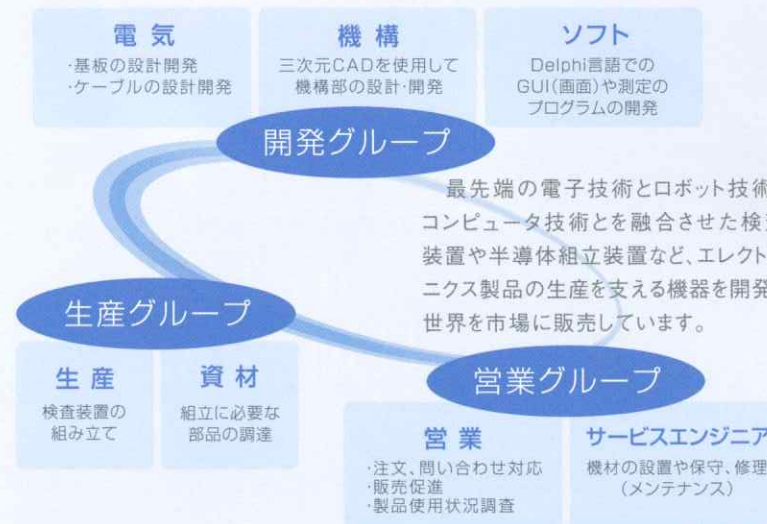 電気
・基板の設計開発
・ケーブルの設計開発
機構
三次元CADを使用して
機構部の設計・開発
ソフト
Delphi言語での
GUI(画面)や測定の
プログラムの開発
開発グループ
最先端の電子技術とロボット技術
コンピュータ技術とを融合させた検
装置や半導体組立装置など、エレクト
ニクス製品の生産を支える機器を開発
世界を市場に販売しています。
生産グループ
生産
検査装置の
組み立て
資材
組立に必要な
部品の調達
営業グループ
営業
・注文、問い合わせ対応
・販売促進
・製品使用状況調査
サービスエンジニア
機材の設置や保守、修理
(メンテナンス)